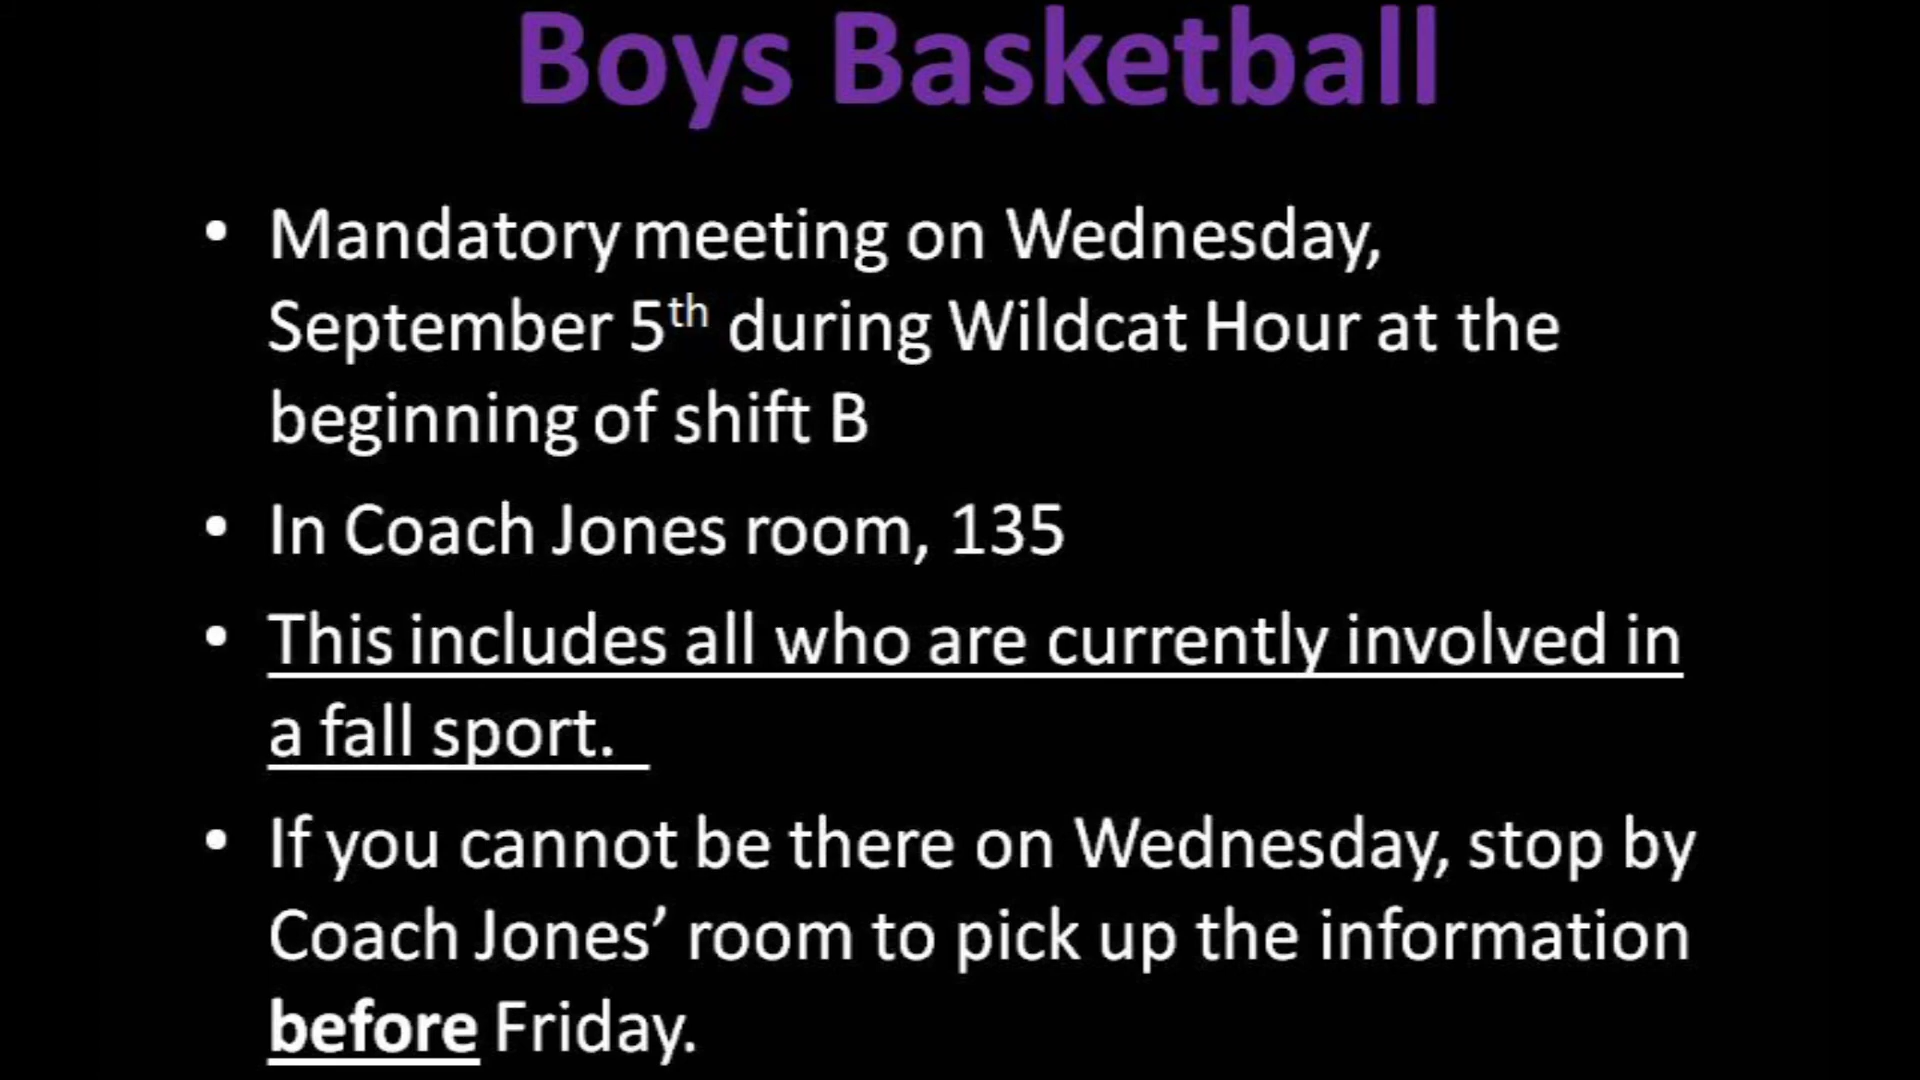 Boys Basketball
• Mandatory meeting on Wednesday,
September 5th during Wildcat Hour at the
beginning of shift B
• In Coach Jones room, 135
• This includes all who are currently involved in
a fall sport.
• If you cannot be there on Wednesday, stop by
Coach Jones’ room to pick up the information
before Friday.